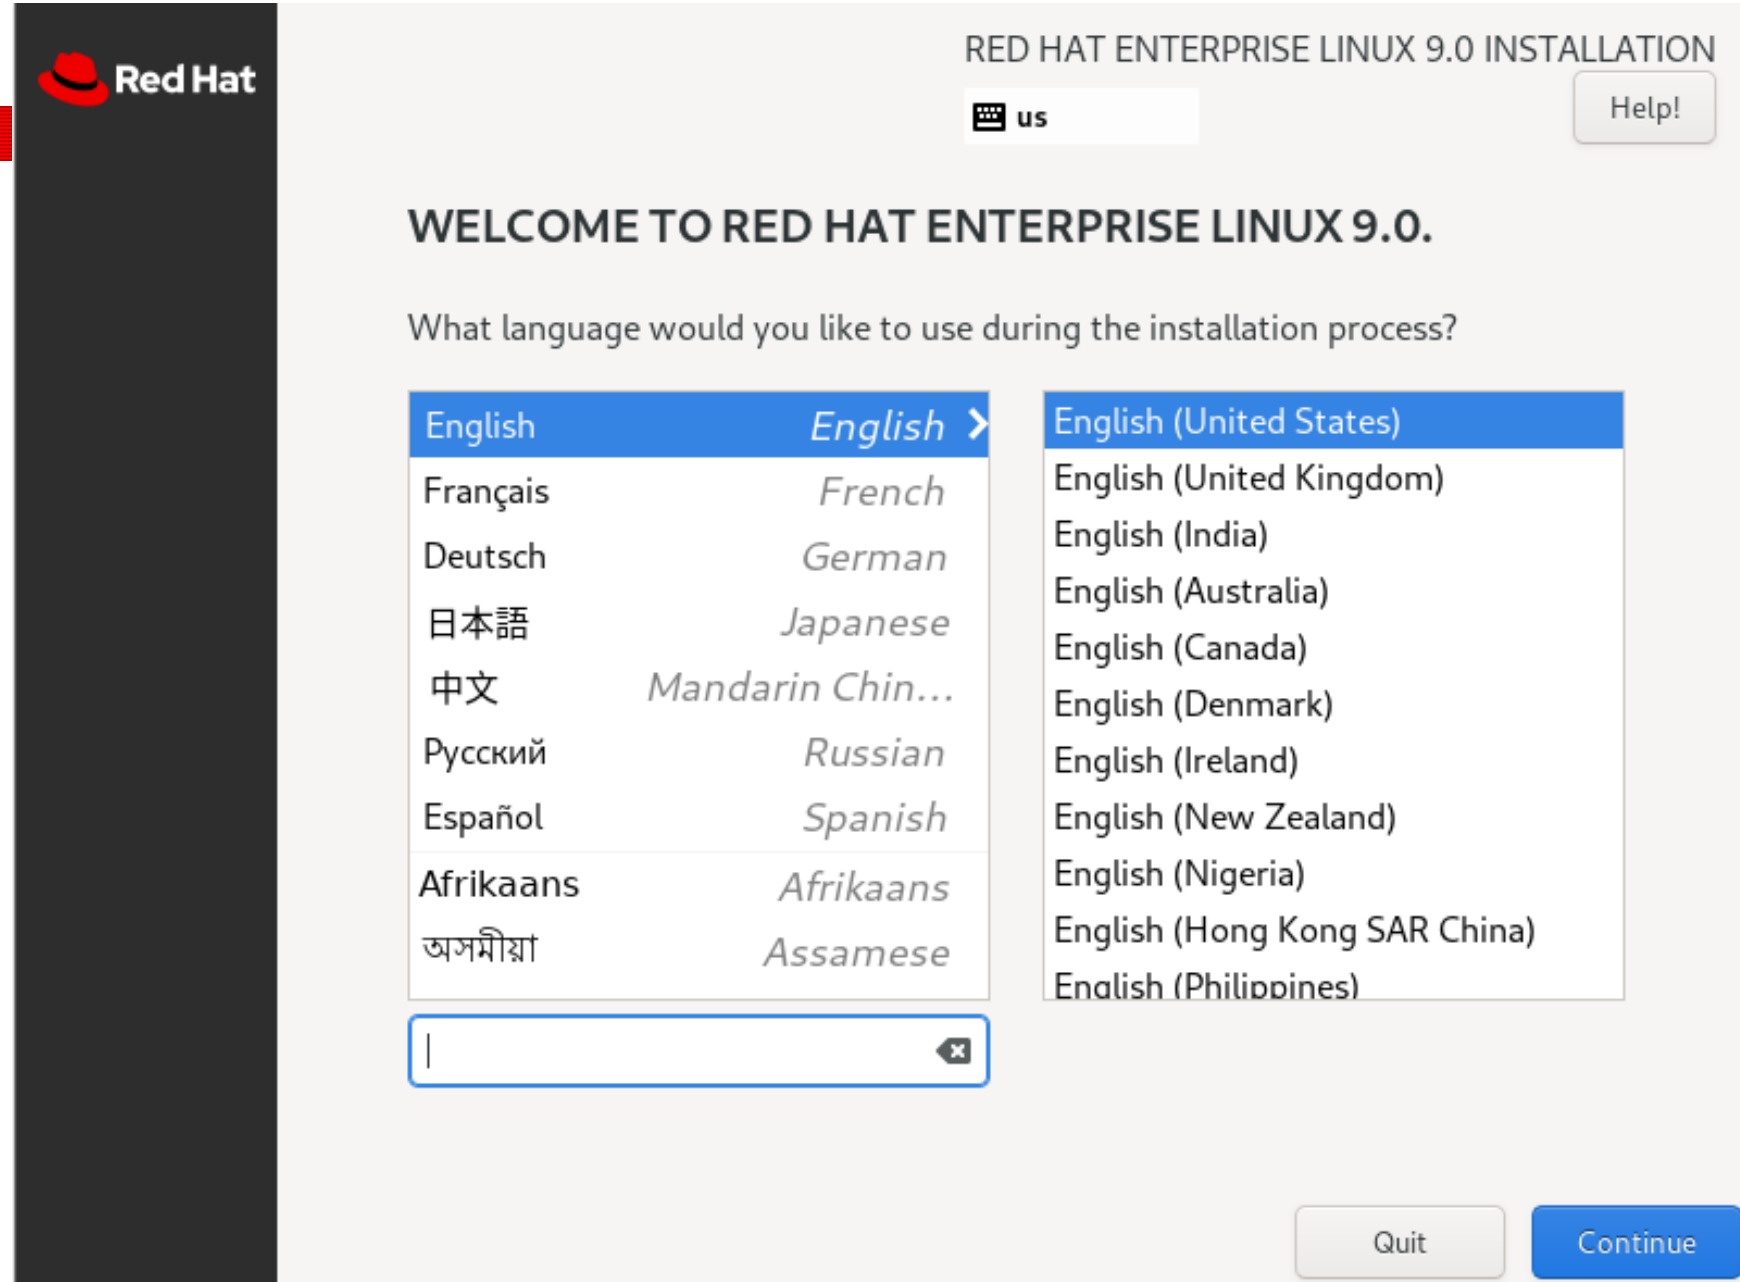 Red Hat
RED HAT ENTERPRISE LINUX 9.0 INSTALLATION
us
Help!
WELCOME TO RED HAT ENTERPRISE LINUX 9.0.
What language would you like to use during the installation process?
English English
Français French
Deutsch German
日本語 Japanese
中文 Mandarin Chin...
Русский Russian
Español Spanish
Afrikaans Afrikaans
অসমীয়া Assamese
English (United States)
English (United Kingdom)
English (India)
English (Australia)
English (Canada)
English (Denmark)
English (Ireland)
English (New Zealand)
English (Nigeria)
English (Hong Kong SAR China)
English (Philippines)
Quit
Continue